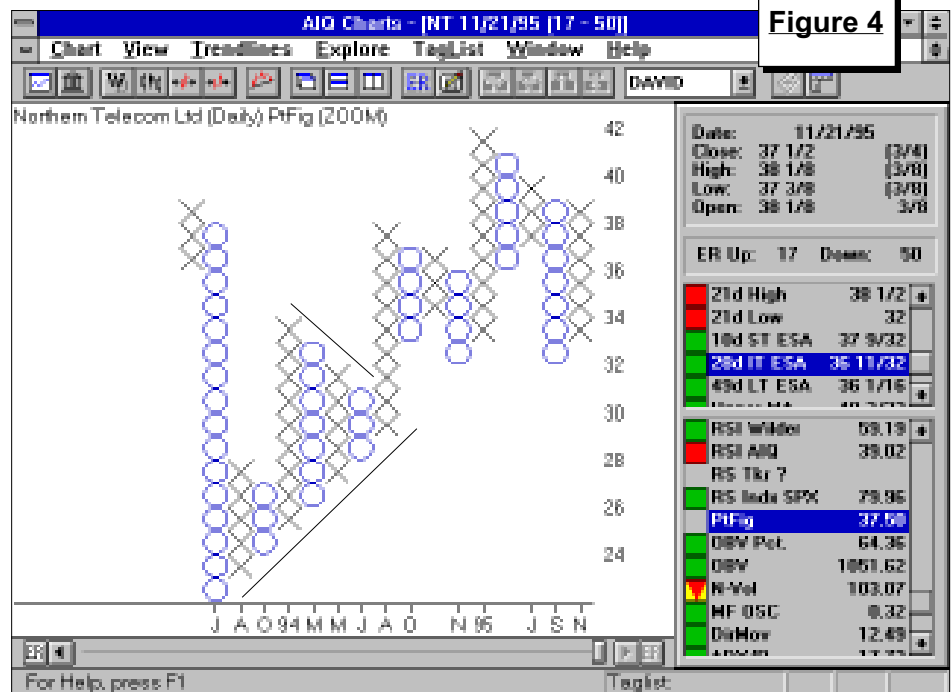 Figure 4
AIQ Charts - [NT 11/21/95 (17 - 50)]
Chart View Trendlines Explore TagList Window Help
ER DAVID
Northern Telecom Ltd (Daily) PtFig (ZOOM)
42
40
38
36
34
32
30
28
26
24
J A O 94 M M J A O N 95 J S N
Date: 11/21/95
Close: 37 1/2 (3/4)
High: 38 1/8 (3/8)
Low: 37 3/8 (3/8)
Open: 38 1/8 3/8
ER Up: 17 Down: 50
21d High 38 1/2
21d Low 32
10d ST ESA 37 9/32
28d IT ESA 36 11/32
49d LT ESA 36 1/16
RSI Wilder 59.19
RSI AIQ 39.02
RS Tkr ?
RS Indx SPX 79.96
PtFig 37.50
OBV Pct. 64.36
OBV 1051.62
N-Vol 103.07
MF OSC 0.32
DirMov 12.49
ER ER
For Help, press F1 Taglist: